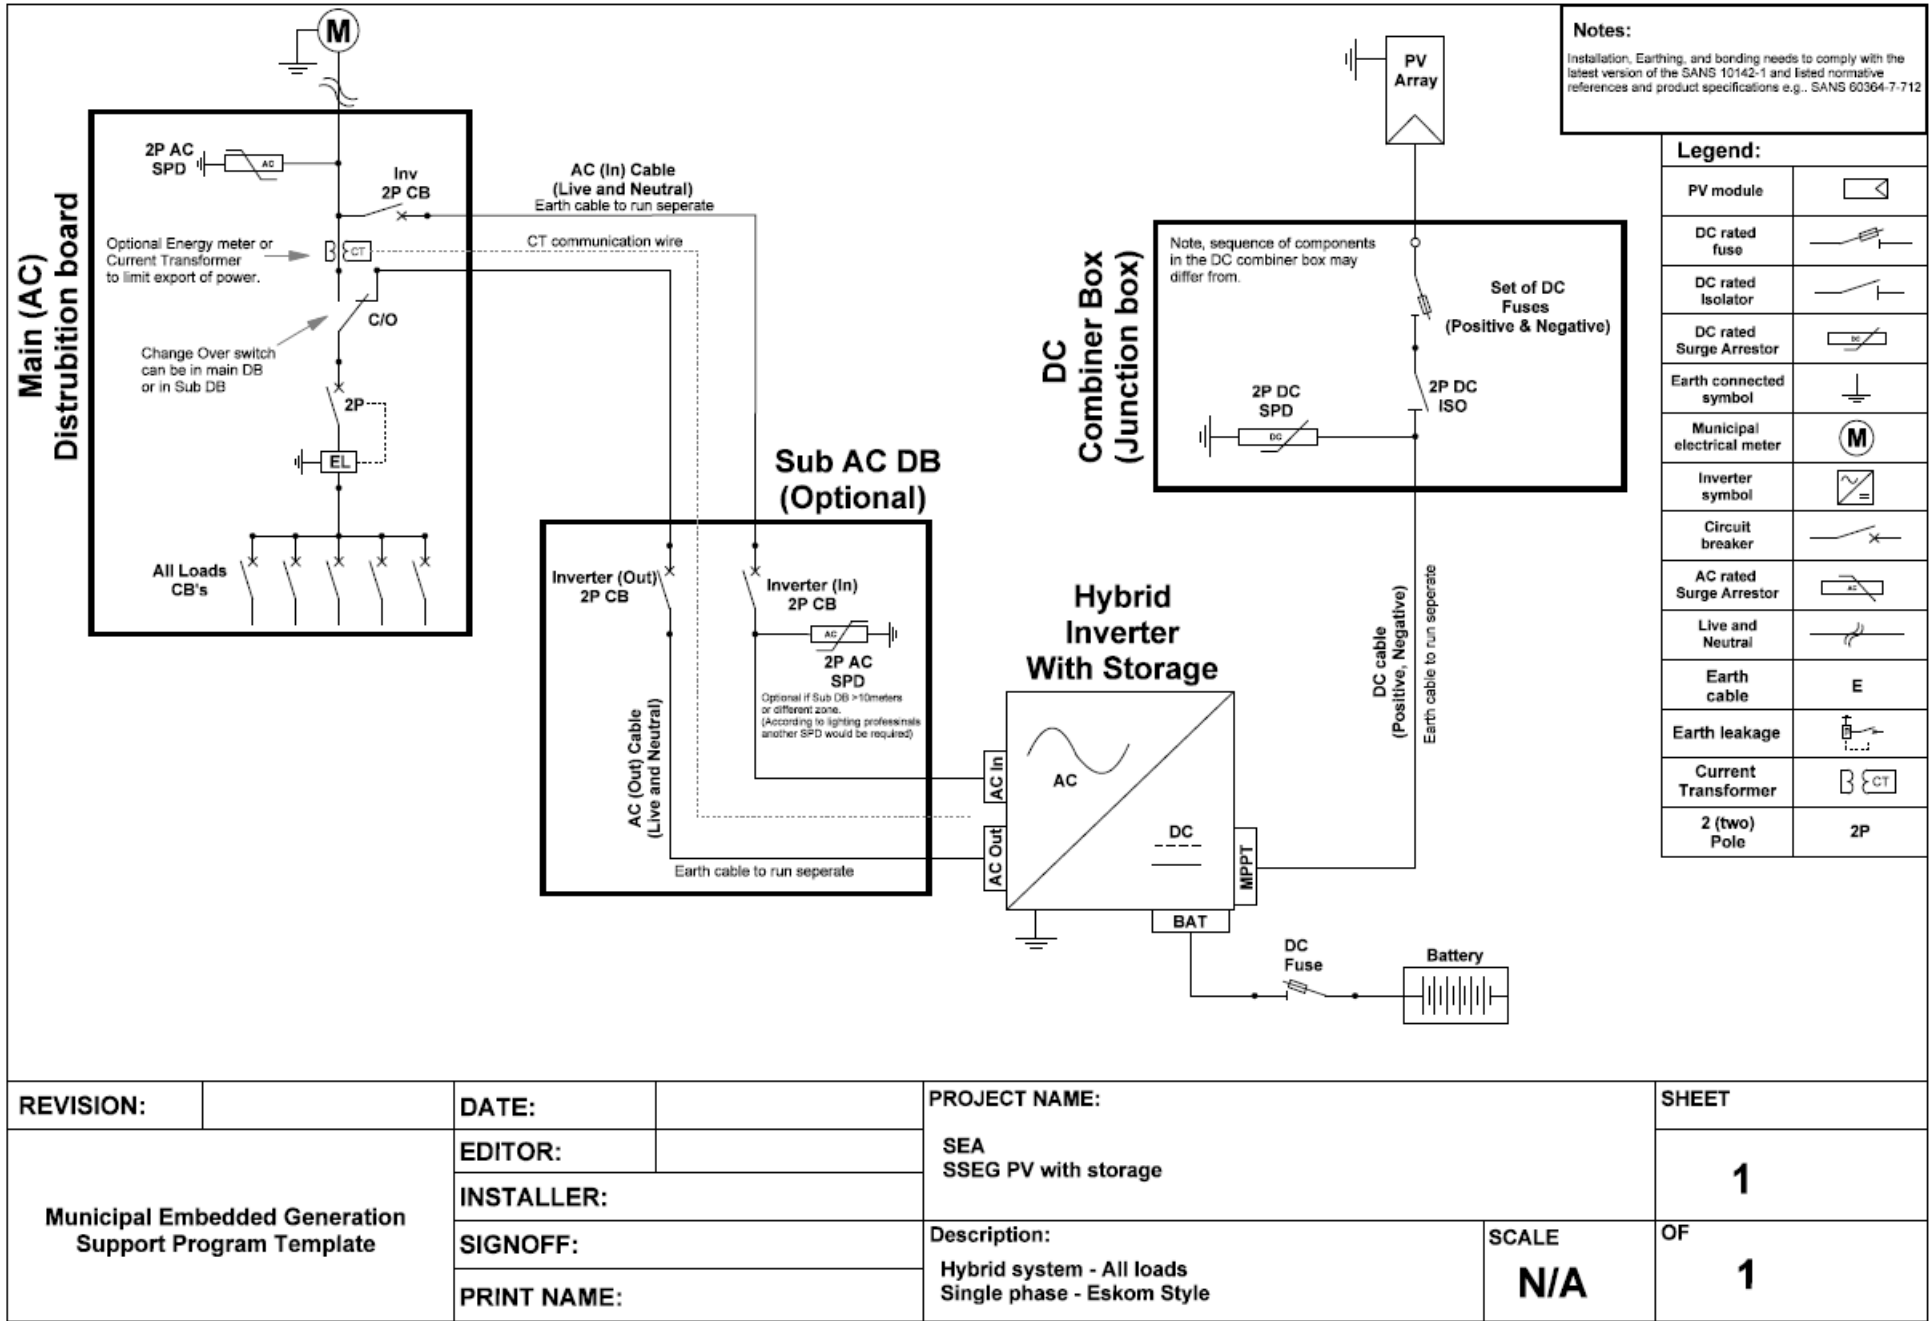 M
Main (AC)
Distrubition board
2P AC
SPD
AC
Inv
2P CB
Optional Energy meter or
Current Transformer
to limit export of power.
CT
C/O
Change Over switch
can be in main DB
or in Sub DB
2P
EL
All Loads
CB's
AC (In) Cable
(Live and Neutral)
Earth cable to run seperate
CT communication wire
Sub AC DB
(Optional)
Inverter (Out)
2P CB
Inverter (In)
2P CB
AC
2P AC
SPD
Optional if Sub DB >10meters
or different zone.
(According to lighting professinals
another SPD would be required)
AC (Out) Cable
(Live and Neutral)
Earth cable to run seperate
PV
Array
DC
Combiner Box
(Junction box)
Note, sequence of components
in the DC combiner box may
differ from.
Set of DC
Fuses
(Positive & Negative)
2P DC
SPD
DC
2P DC
ISO
DC cable
(Positive, Negative)
Earth cable to run seperate
Hybrid
Inverter
With Storage
AC In
AC Out
AC
DC
MPPT
BAT
DC
Fuse
Battery
Notes:
Installation, Earthing, and bonding needs to comply with the
latest version of the SANS 10142-1 and listed normative
references and product specifications e.g.. SANS 60364-7-712
Legend:
PV module
DC rated
fuse
DC rated
Isolator
DC rated
Surge Arrestor
DC
Earth connected
symbol
Municipal
electrical meter
M
Inverter
symbol
Circuit
breaker
AC rated
Surge Arrestor
AC
Live and
Neutral
Earth
cable
E
Earth leakage
Current
Transformer
CT
2 (two)
Pole
2P
REVISION:
Municipal Embedded Generation
Support Program Template
DATE:
EDITOR:
INSTALLER:
SIGNOFF:
PRINT NAME:
PROJECT NAME:
SEA
SSEG PV with storage
Description:
Hybrid system - All loads
Single phase - Eskom Style
SCALE
N/A
SHEET
1
OF
1